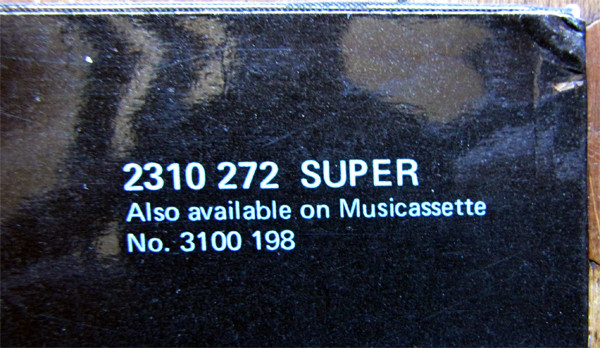 2310 272 SUPER
Also available on Musicassette
No. 3100 198